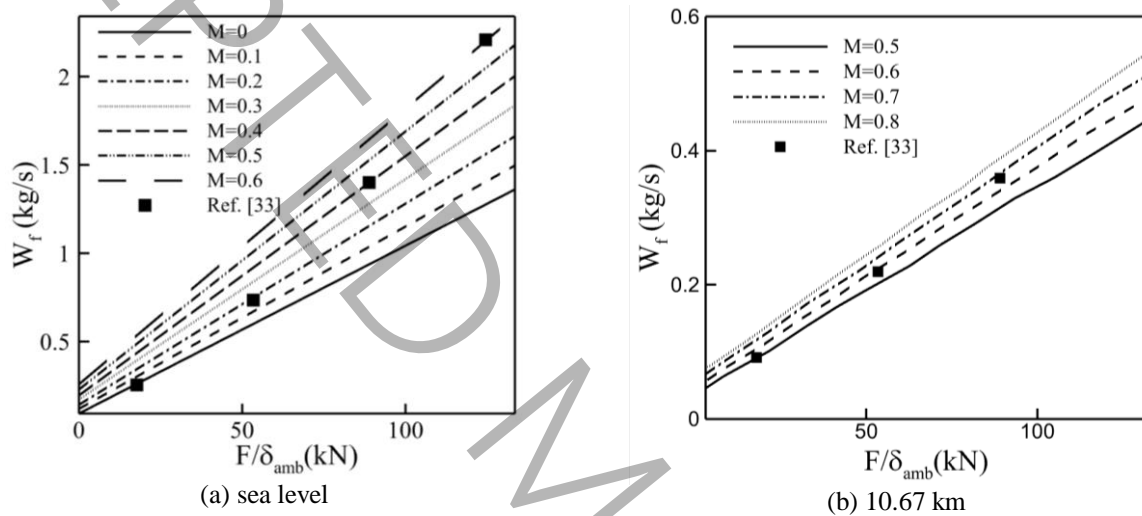 M=0
M=0.1
M=0.2
M=0.3
M=0.4
M=0.5
M=0.6
Ref. [33]
2
1.5
1
0.5
0
50
100
W_f (kg/s)
F/δ_amb(kN)
(a) sea level
M=0.5
M=0.6
M=0.7
M=0.8
Ref. [33]
0.6
0.4
0.2
0
50
100
W_f (kg/s)
F/δ_amb(kN)
(b) 10.67 km
PTED M